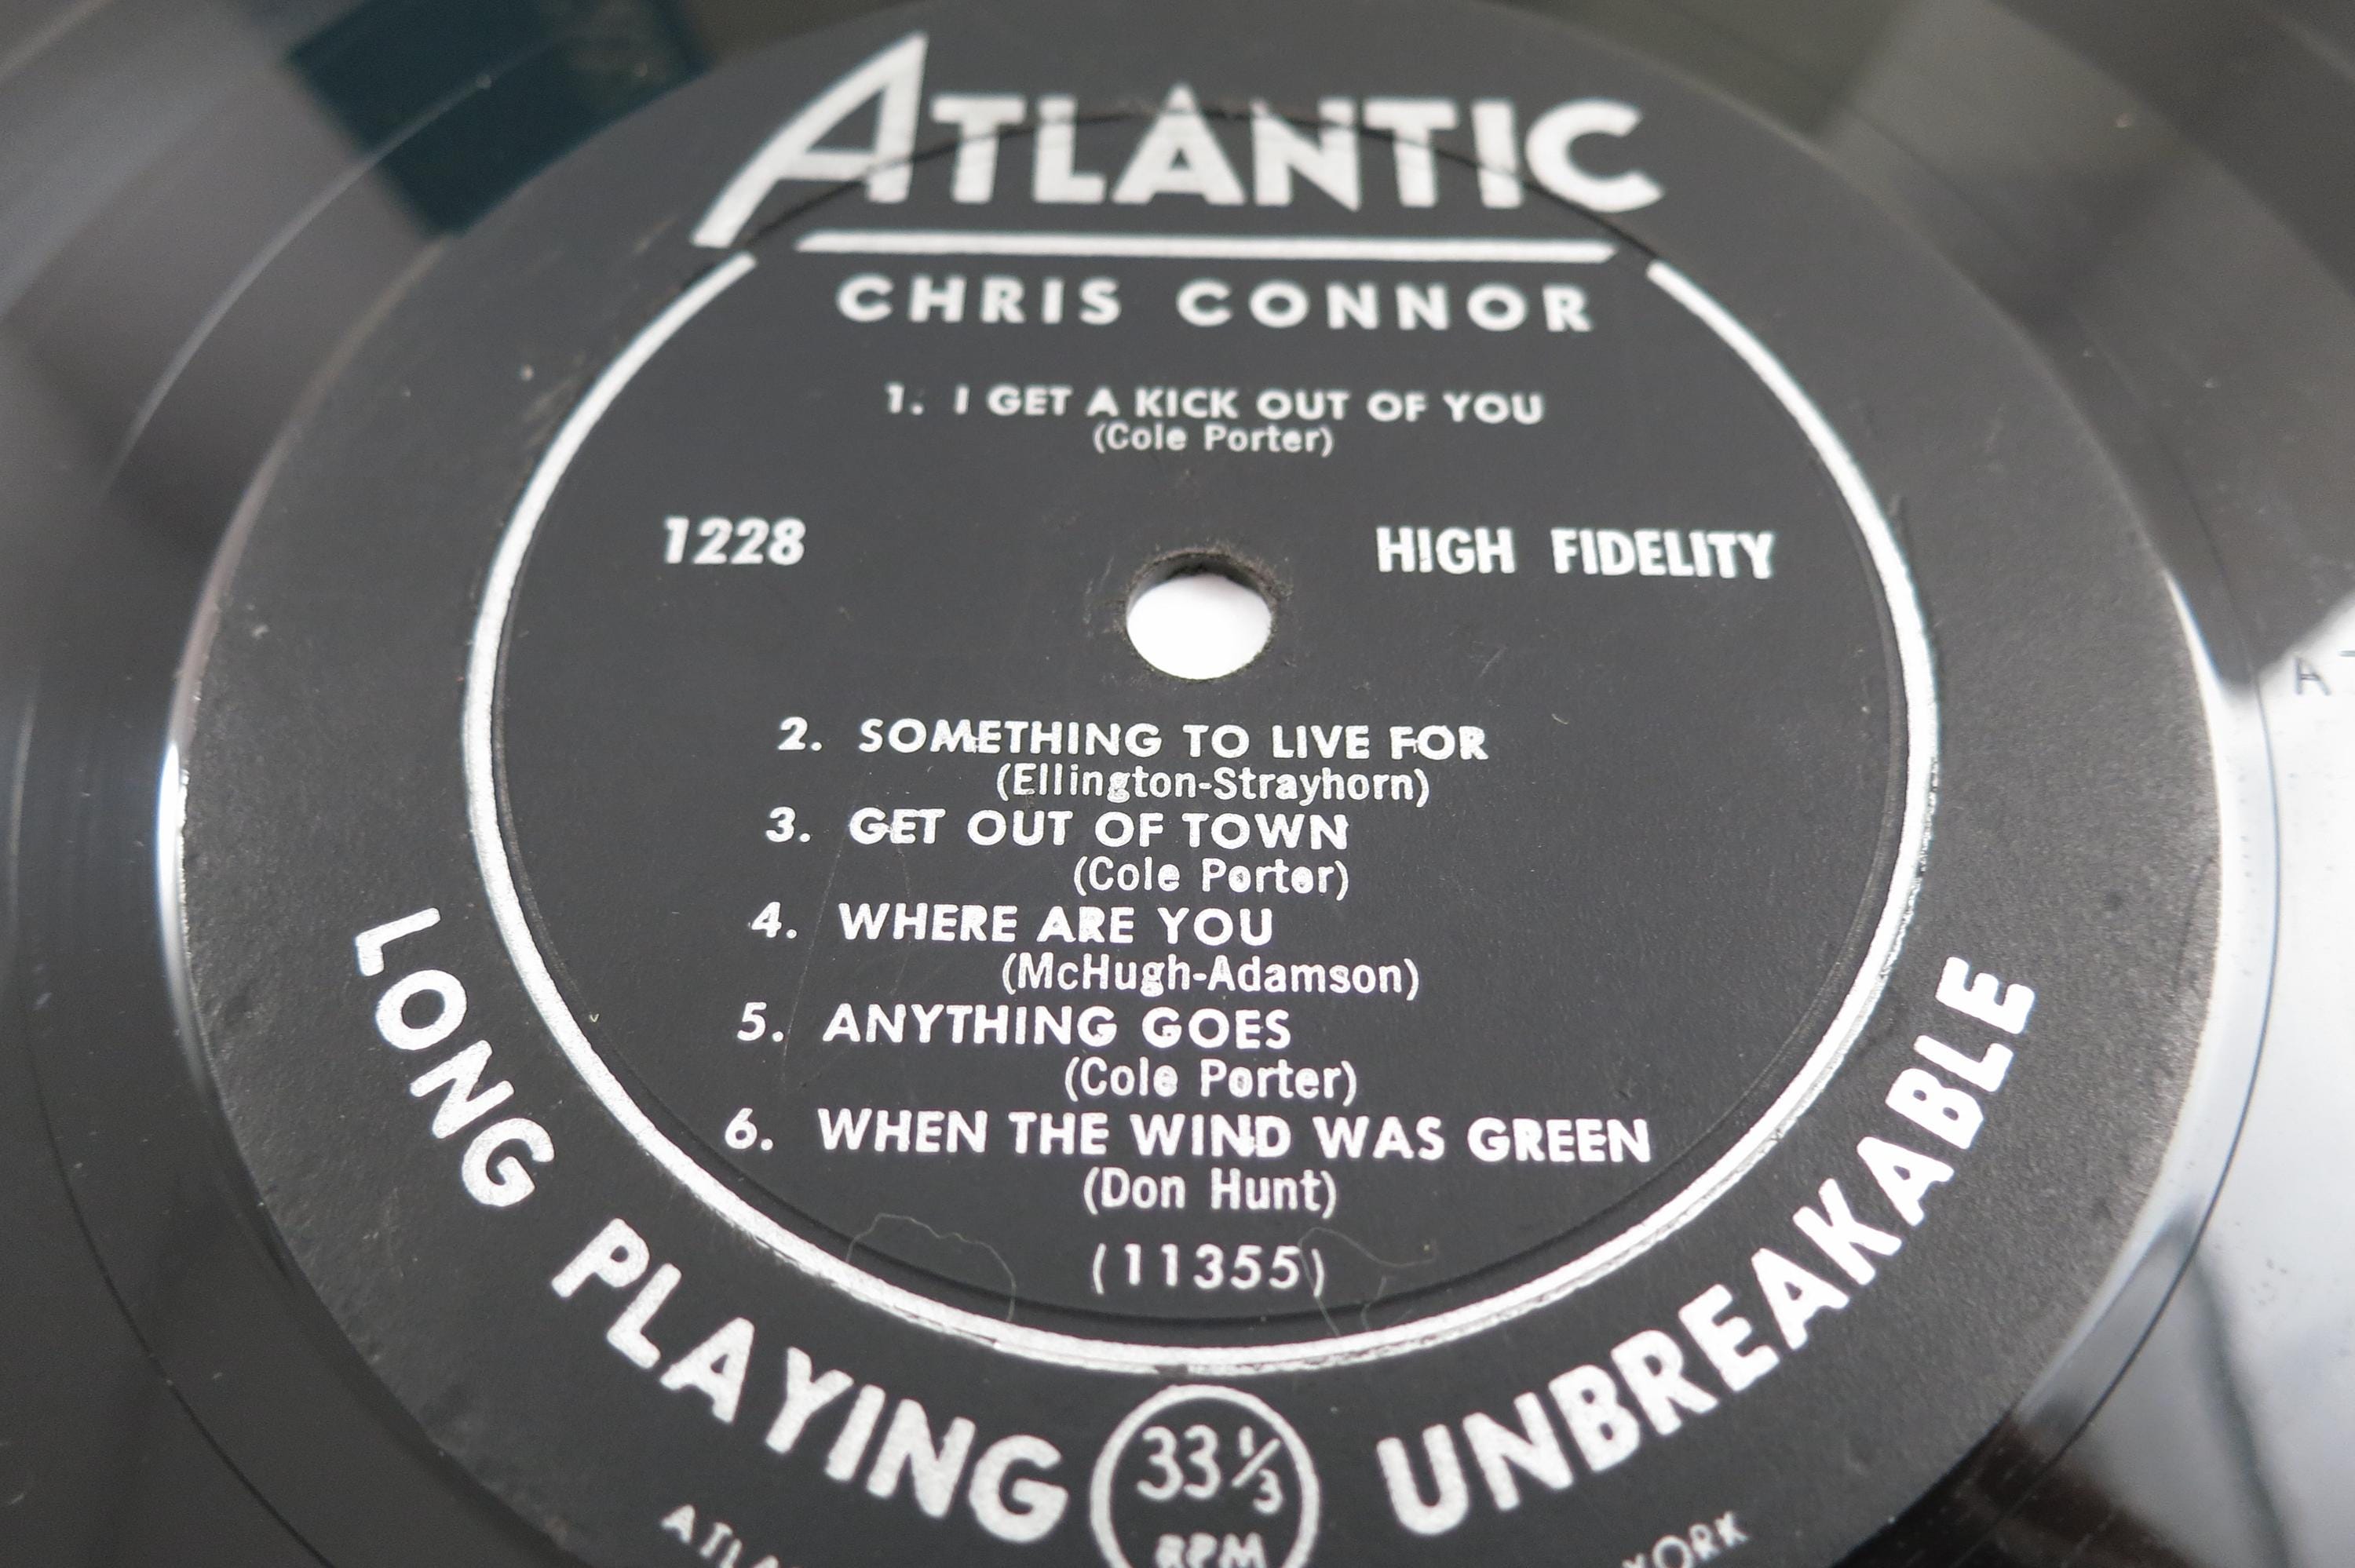 ATLANTIC
CHRIS CONNOR
1. I GET A KICK OUT OF YOU
(Cole Porter)
1228
HIGH FIDELITY
2. SOMETHING TO LIVE FOR
(Ellington-Strayhorn)
3. GET OUT OF TOWN
(Cole Porter)
4. WHERE ARE YOU
(McHugh-Adamson)
5. ANYTHING GOES
(Cole Porter)
6. WHEN THE WIND WAS GREEN
(Don Hunt)
(11355)
LONG PLAYING
33 1/3
RPM
UNBREAKABLE
YORK